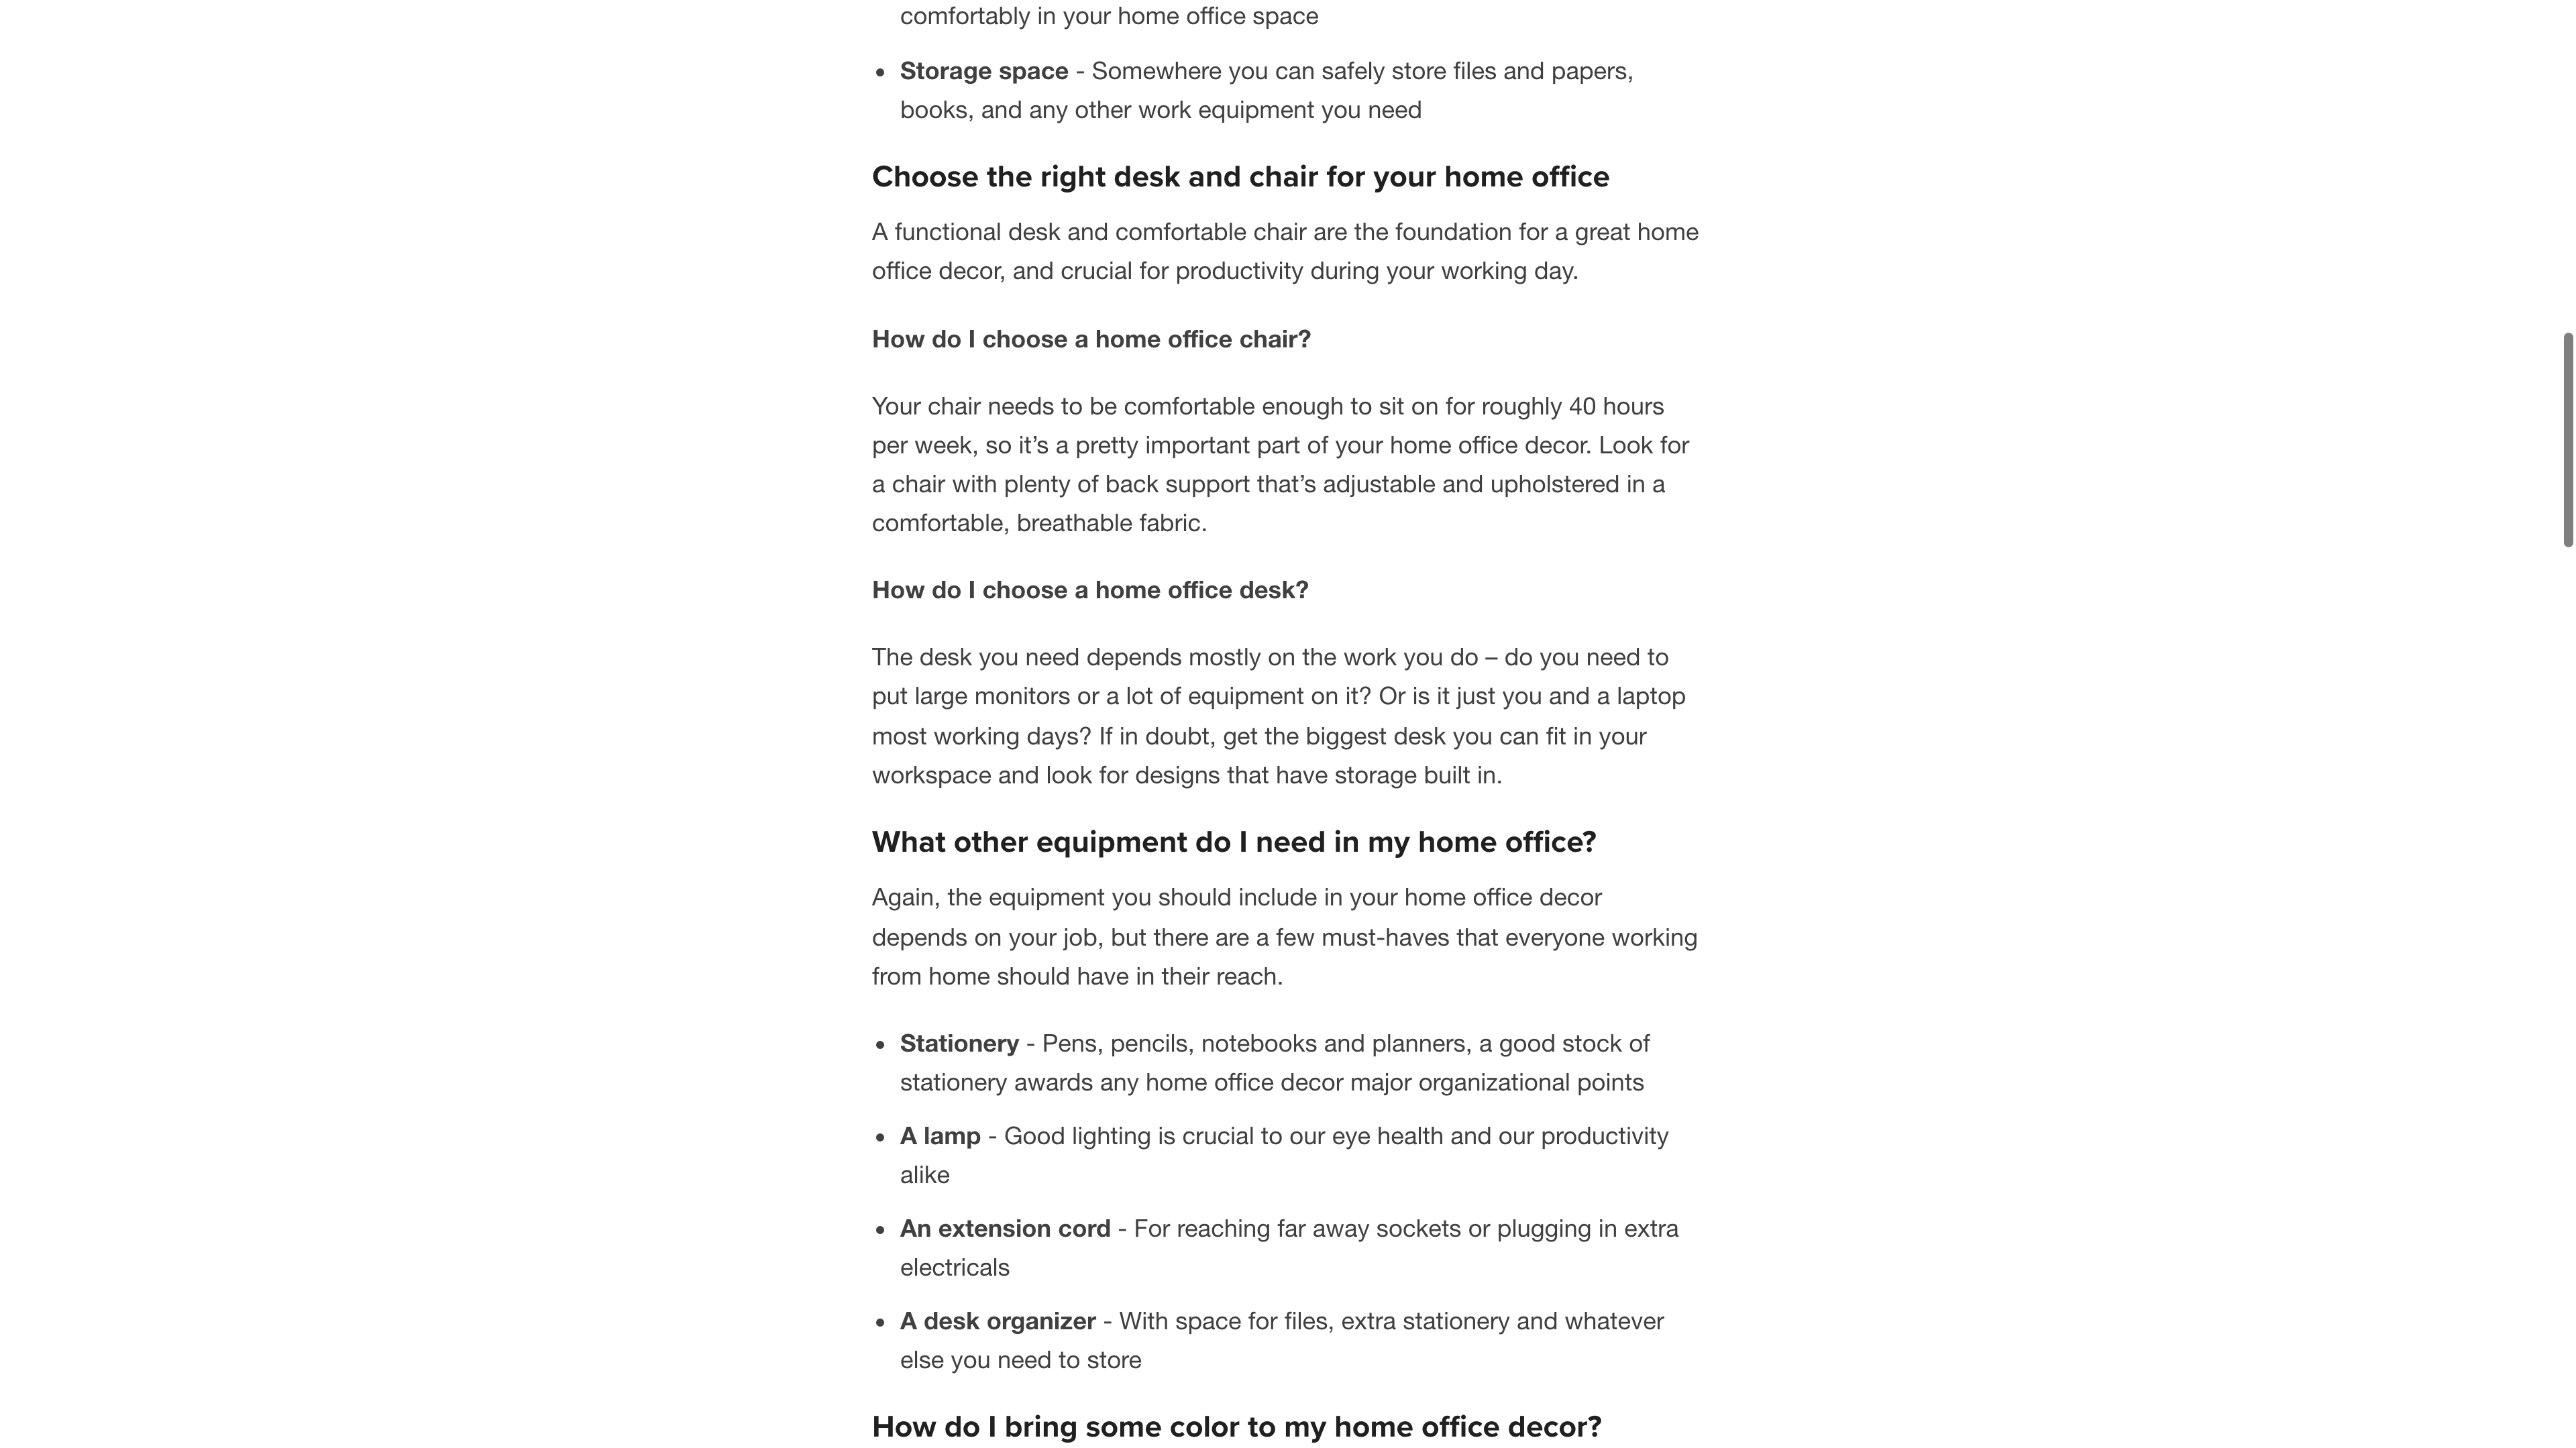 comfortably in your home office space
• Storage space - Somewhere you can safely store files and papers,
books, and any other work equipment you need
Choose the right desk and chair for your home office
A functional desk and comfortable chair are the foundation for a great home
office decor, and crucial for productivity during your working day.
How do I choose a home office chair?
Your chair needs to be comfortable enough to sit on for roughly 40 hours
per week, so it’s a pretty important part of your home office decor. Look for
a chair with plenty of back support that’s adjustable and upholstered in a
comfortable, breathable fabric.
How do I choose a home office desk?
The desk you need depends mostly on the work you do – do you need to
put large monitors or a lot of equipment on it? Or is it just you and a laptop
most working days? If in doubt, get the biggest desk you can fit in your
workspace and look for designs that have storage built in.
What other equipment do I need in my home office?
Again, the equipment you should include in your home office decor
depends on your job, but there are a few must-haves that everyone working
from home should have in their reach.
• Stationery - Pens, pencils, notebooks and planners, a good stock of
stationery awards any home office decor major organizational points
• A lamp - Good lighting is crucial to our eye health and our productivity
alike
• An extension cord - For reaching far away sockets or plugging in extra
electricals
• A desk organizer - With space for files, extra stationery and whatever
else you need to store
How do I bring some color to my home office decor?